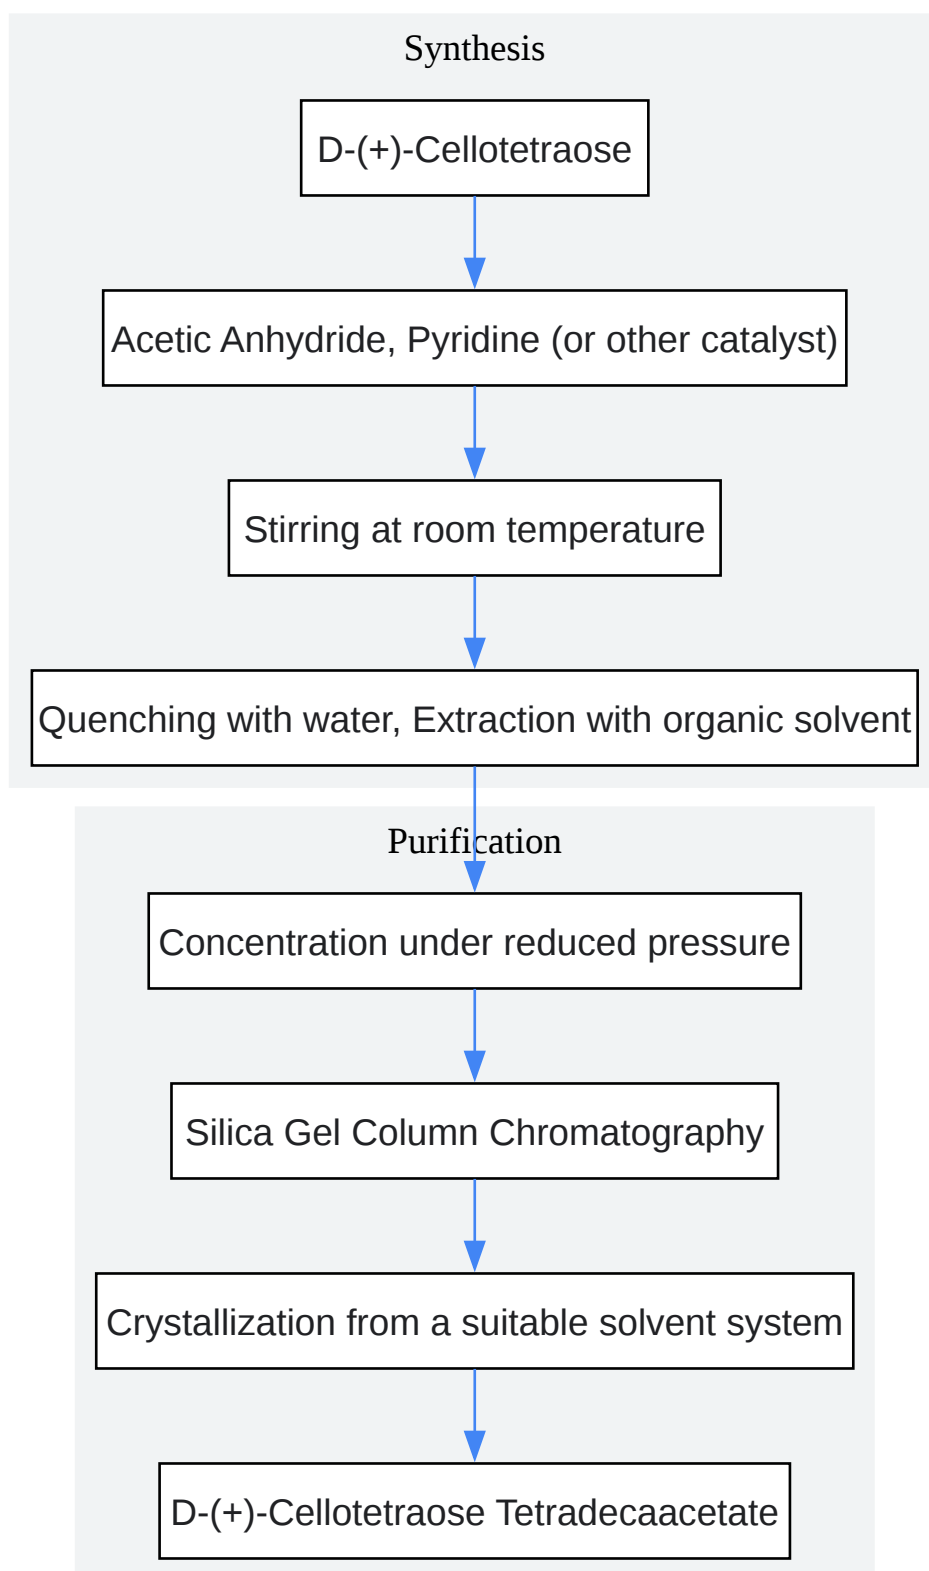 Synthesis
D-(+)-Cellotetraose
Acetic Anhydride, Pyridine (or other catalyst)
Stirring at room temperature
Quenching with water, Extraction with organic solvent
Purification
Concentration under reduced pressure
Silica Gel Column Chromatography
Crystallization from a suitable solvent system
D-(+)-Cellotetraose Tetradecaacetate